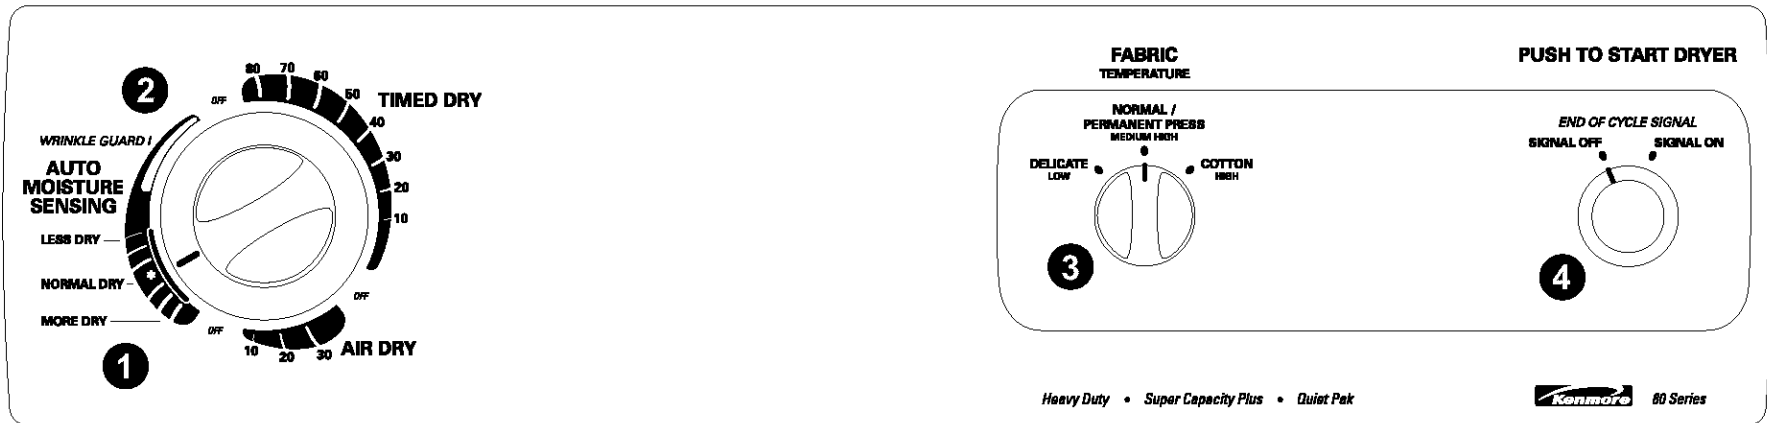 2
OFF
80
70
60
50
40
30
20
10
TIMED DRY
WRINKLE GUARD I
AUTO
MOISTURE
SENSING
LESS DRY
*
NORMAL DRY
MORE DRY
OFF
OFF
10
20
30
AIR DRY
1
FABRIC
TEMPERATURE
NORMAL /
PERMANENT PRESS
MEDIUM HIGH
DELICATE
LOW
COTTON
HIGH
3
PUSH TO START DRYER
END OF CYCLE SIGNAL
SIGNAL OFF
SIGNAL ON
4
Heavy Duty • Super Capacity Plus • Quiet Pak
Kenmore 60 Series